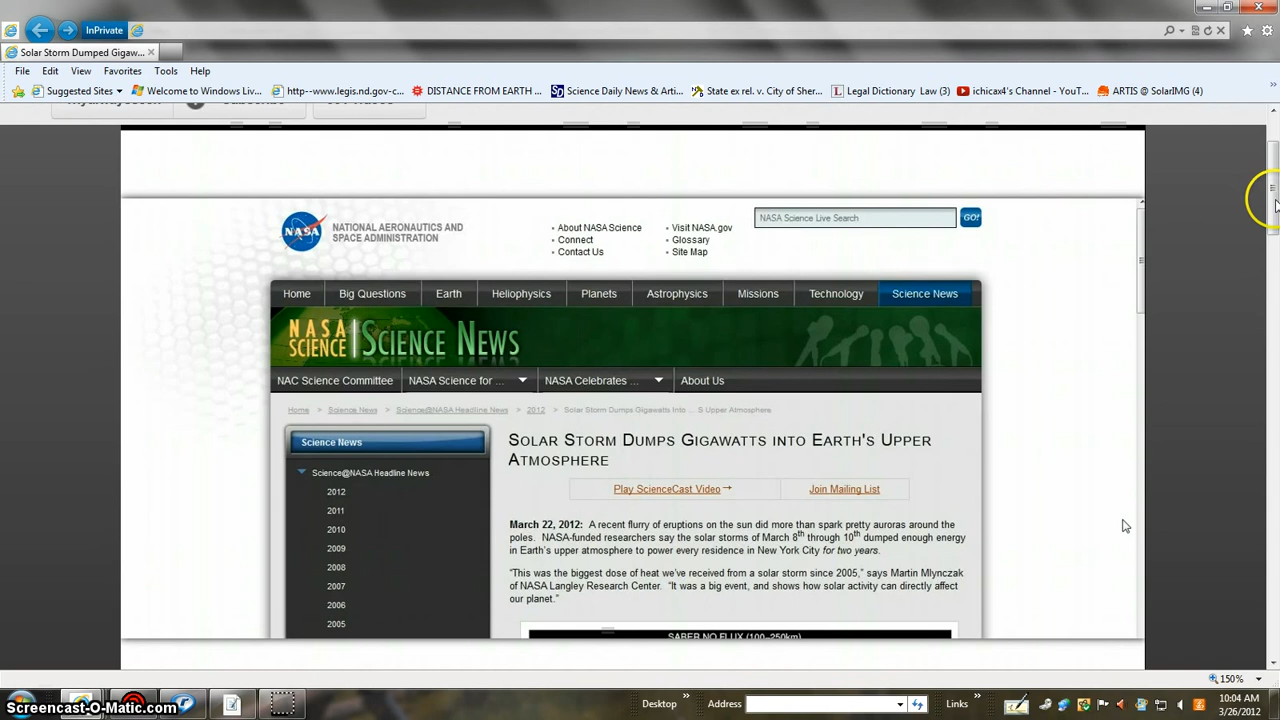 InPrivate
Solar Storm Dumped Gigaw...
File Edit View Favorites Tools Help
Suggested Sites Welcome to Windows Liv... http--www.legis.nd.gov-c... DISTANCE FROM EARTH ... Science Daily News & Arti... State ex rel. v. City of Sher... Legal Dictionary Law (3) ichicax4's Channel - YouT... ARTIS @ SolarIMG (4)
NASA
NATIONAL AERONAUTICS AND
SPACE ADMINISTRATION
About NASA Science
Connect
Contact Us
Visit NASA.gov
Glossary
Site Map
NASA Science Live Search GO!
Home Big Questions Earth Heliophysics Planets Astrophysics Missions Technology Science News
NASA
SCIENCE
SCIENCE NEWS
NAC Science Committee NASA Science for ... NASA Celebrates ... About Us
Home > Science News > Science@NASA Headline News > 2012 > Solar Storm Dumps Gigawatts Into ... S Upper Atmosphere
Science News
Science@NASA Headline News
2012
2011
2010
2009
2008
2007
2006
2005
SOLAR STORM DUMPS GIGAWATTS INTO EARTH'S UPPER
ATMOSPHERE
Play ScienceCast Video Join Mailing List
March 22, 2012: A recent flurry of eruptions on the sun did more than spark pretty auroras around the
poles. NASA-funded researchers say the solar storms of March 8th through 10th dumped enough energy
in Earth's upper atmosphere to power every residence in New York City for two years.
"This was the biggest dose of heat we've received from a solar storm since 2005," says Martin Mlynczak
of NASA Langley Research Center. "It was a big event, and shows how solar activity can directly affect
our planet."
SABER NO FLUX (100-250km)
150%
Screencast-O-Matic.com
Desktop Address Links
10:04 AM
3/26/2012